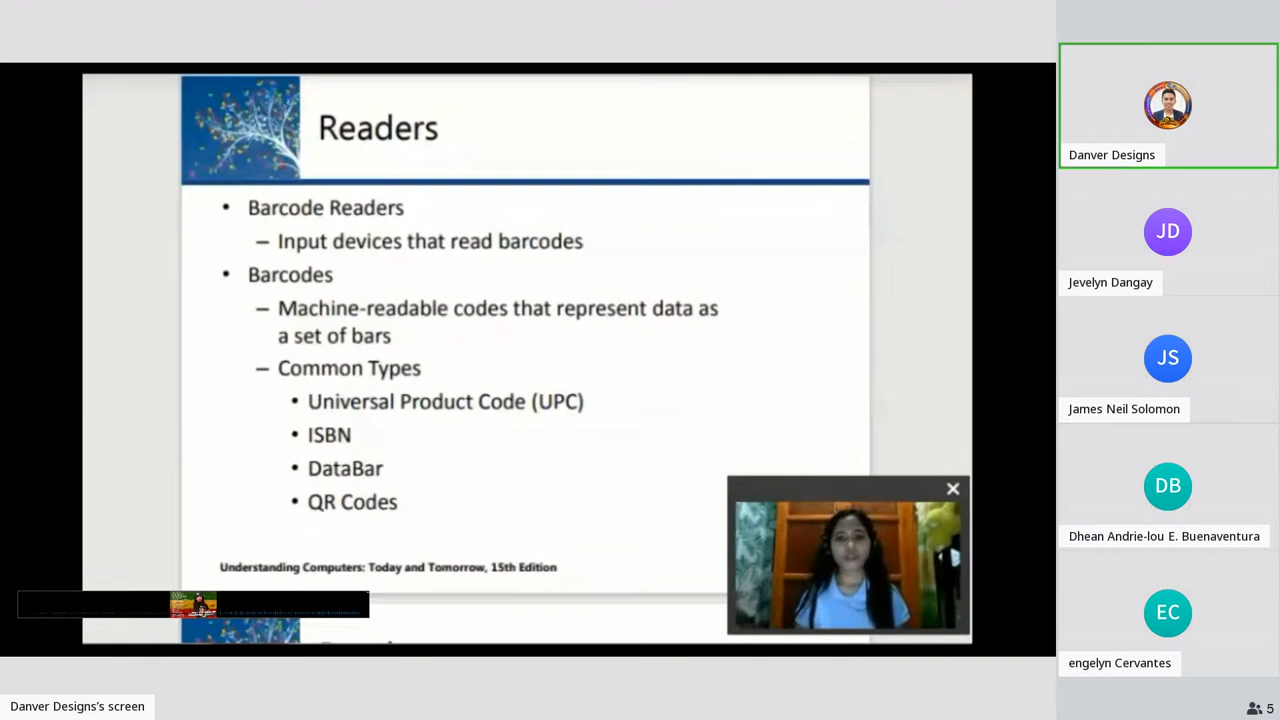 Readers
• Barcode Readers
– Input devices that read barcodes
• Barcodes
– Machine-readable codes that represent data as
a set of bars
– Common Types
• Universal Product Code (UPC)
• ISBN
• DataBar
• QR Codes
Understanding Computers: Today and Tomorrow, 15th Edition
Danver Designs's screen
Danver Designs
JD
Jevelyn Dangay
JS
James Neil Solomon
DB
Dhean Andrie-lou E. Buenaventura
EC
engelyn Cervantes
5